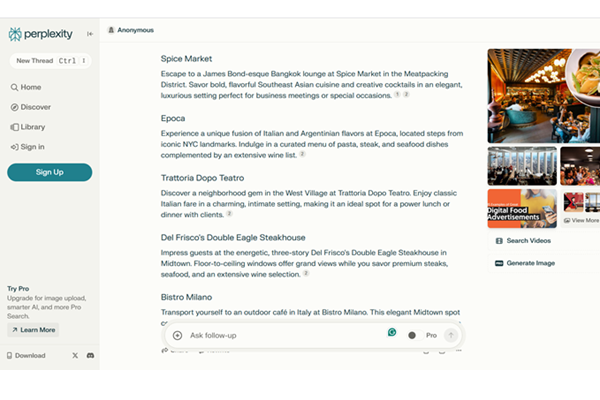 perplexity
New Thread Ctrl I
Home
Discover
Library
Sign in
Sign Up
Try Pro
Upgrade for image upload,
smarter AI, and more Pro
Search.
Learn More
Download
Anonymous
Spice Market
Escape to a James Bond-esque Bangkok lounge at Spice Market in the Meatpacking
District. Savor bold, flavorful Southeast Asian cuisine and creative cocktails in an elegant,
luxurious setting perfect for business meetings or special occasions. 1 2
Epoca
Experience a unique fusion of Italian and Argentinian flavors at Epoca, located steps from
iconic NYC landmarks. Indulge in a curated menu of pasta, steak, and seafood dishes
complemented by an extensive wine list. 2
Trattoria Dopo Teatro
Discover a neighborhood gem in the West Village at Trattoria Dopo Teatro. Enjoy classic
Italian fare in a charming, intimate setting, making it an ideal spot for a power lunch or
dinner with clients. 2
Del Frisco's Double Eagle Steakhouse
Impress guests at the energetic, three-story Del Frisco's Double Eagle Steakhouse in
Midtown. Floor-to-ceiling windows offer grand views while you savor premium steaks,
seafood, and an extensive wine selection. 3
Bistro Milano
Transport yourself to an outdoor café in Italy at Bistro Milano. This elegant Midtown spot
Ask follow-up
Pro
Digital Food
Advertisements
View More
Search Videos
Generate Image